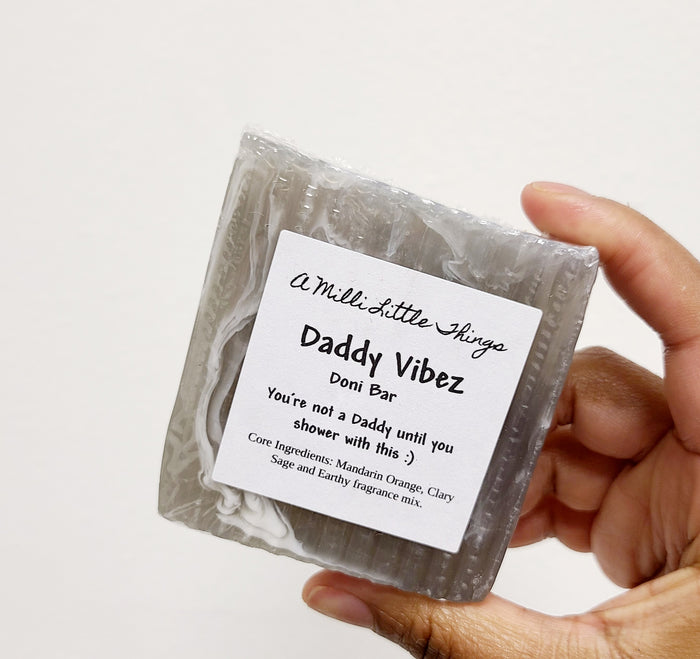 A Milli Little Things
Daddy Vibez
Doni Bar
You're not a Daddy until you
shower with this :)
Core Ingredients: Mandarin Orange, Clary
Sage and Earthy fragrance mix.